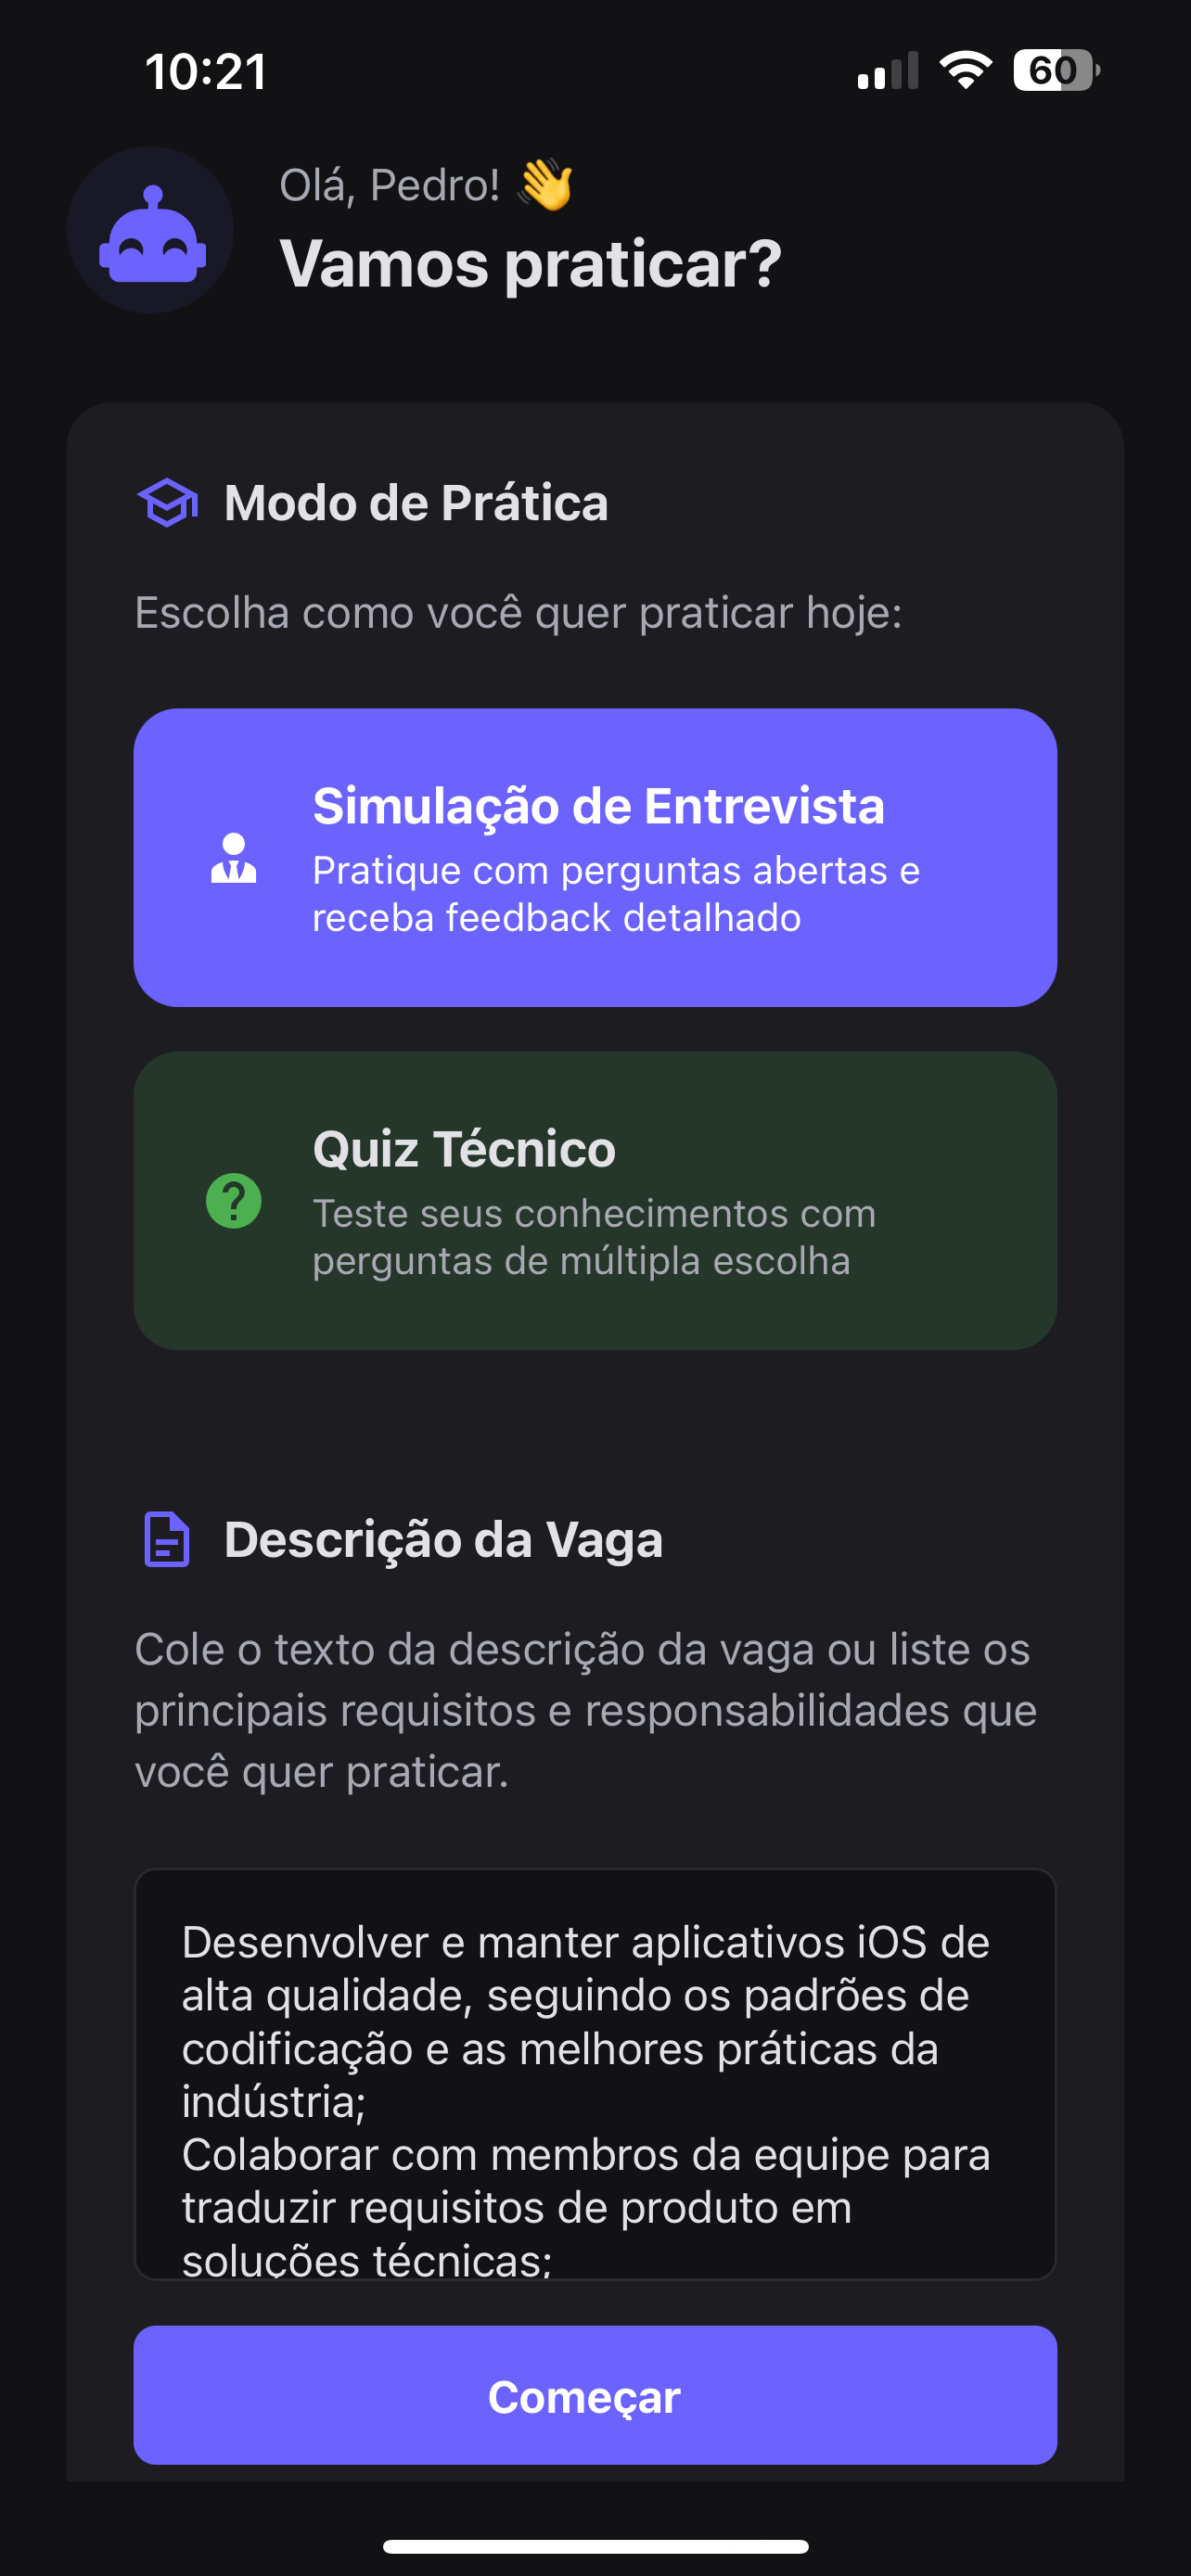 10:21
60
Olá, Pedro! 👋
Vamos praticar?
Modo de Prática
Escolha como você quer praticar hoje:
Simulação de Entrevista
Pratique com perguntas abertas e
receba feedback detalhado
?
Quiz Técnico
Teste seus conhecimentos com
perguntas de múltipla escolha
Descrição da Vaga
Cole o texto da descrição da vaga ou liste os
principais requisitos e responsabilidades que
você quer praticar.
Desenvolver e manter aplicativos iOS de
alta qualidade, seguindo os padrões de
codificação e as melhores práticas da
indústria;
Colaborar com membros da equipe para
traduzir requisitos de produto em
soluções técnicas;
Começar